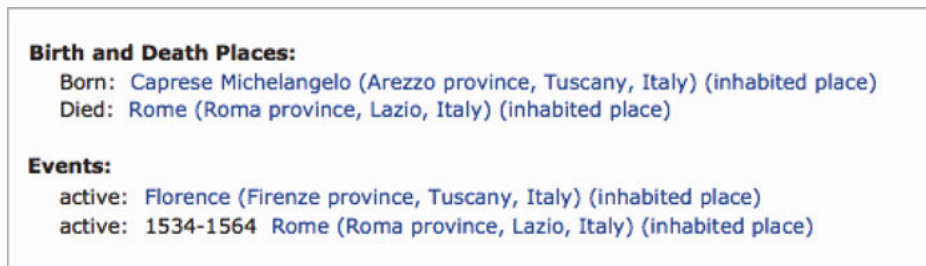 Birth and Death Places:
Born: Caprese Michelangelo (Arezzo province, Tuscany, Italy) (inhabited place)
Died: Rome (Roma province, Lazio, Italy) (inhabited place)
Events:
active: Florence (Firenze province, Tuscany, Italy) (inhabited place)
active: 1534-1564 Rome (Roma province, Lazio, Italy) (inhabited place)